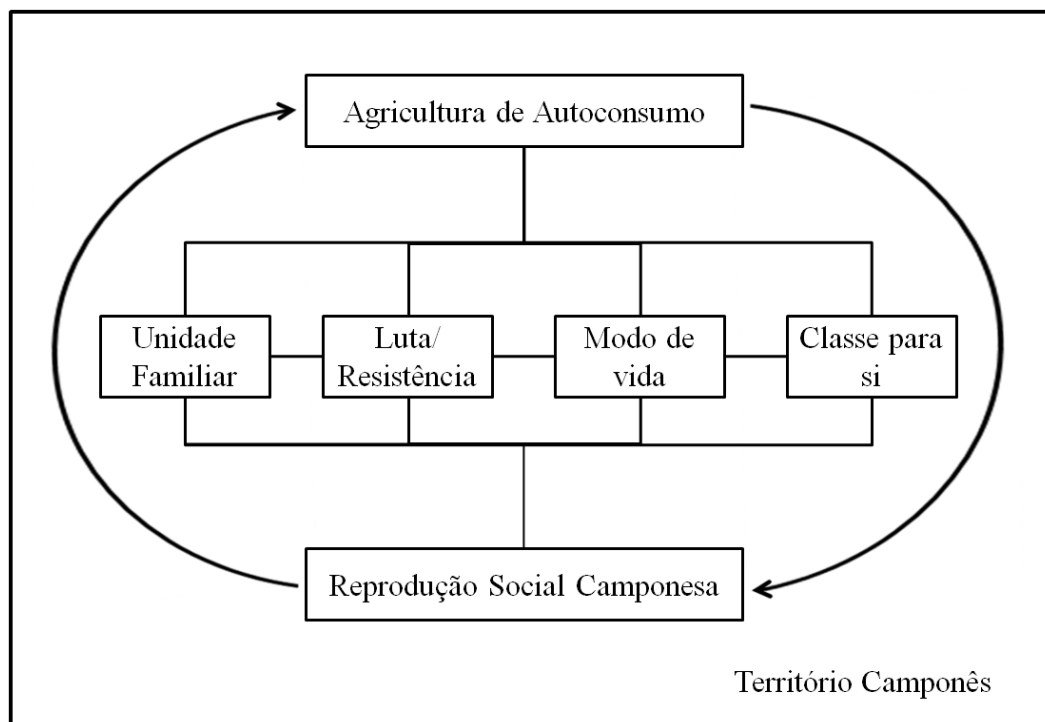 Agricultura de Autoconsumo
Unidade
Familiar
Luta/
Resistência
Modo de
vida
Classe para
si
Reprodução Social Camponesa
Território Camponês